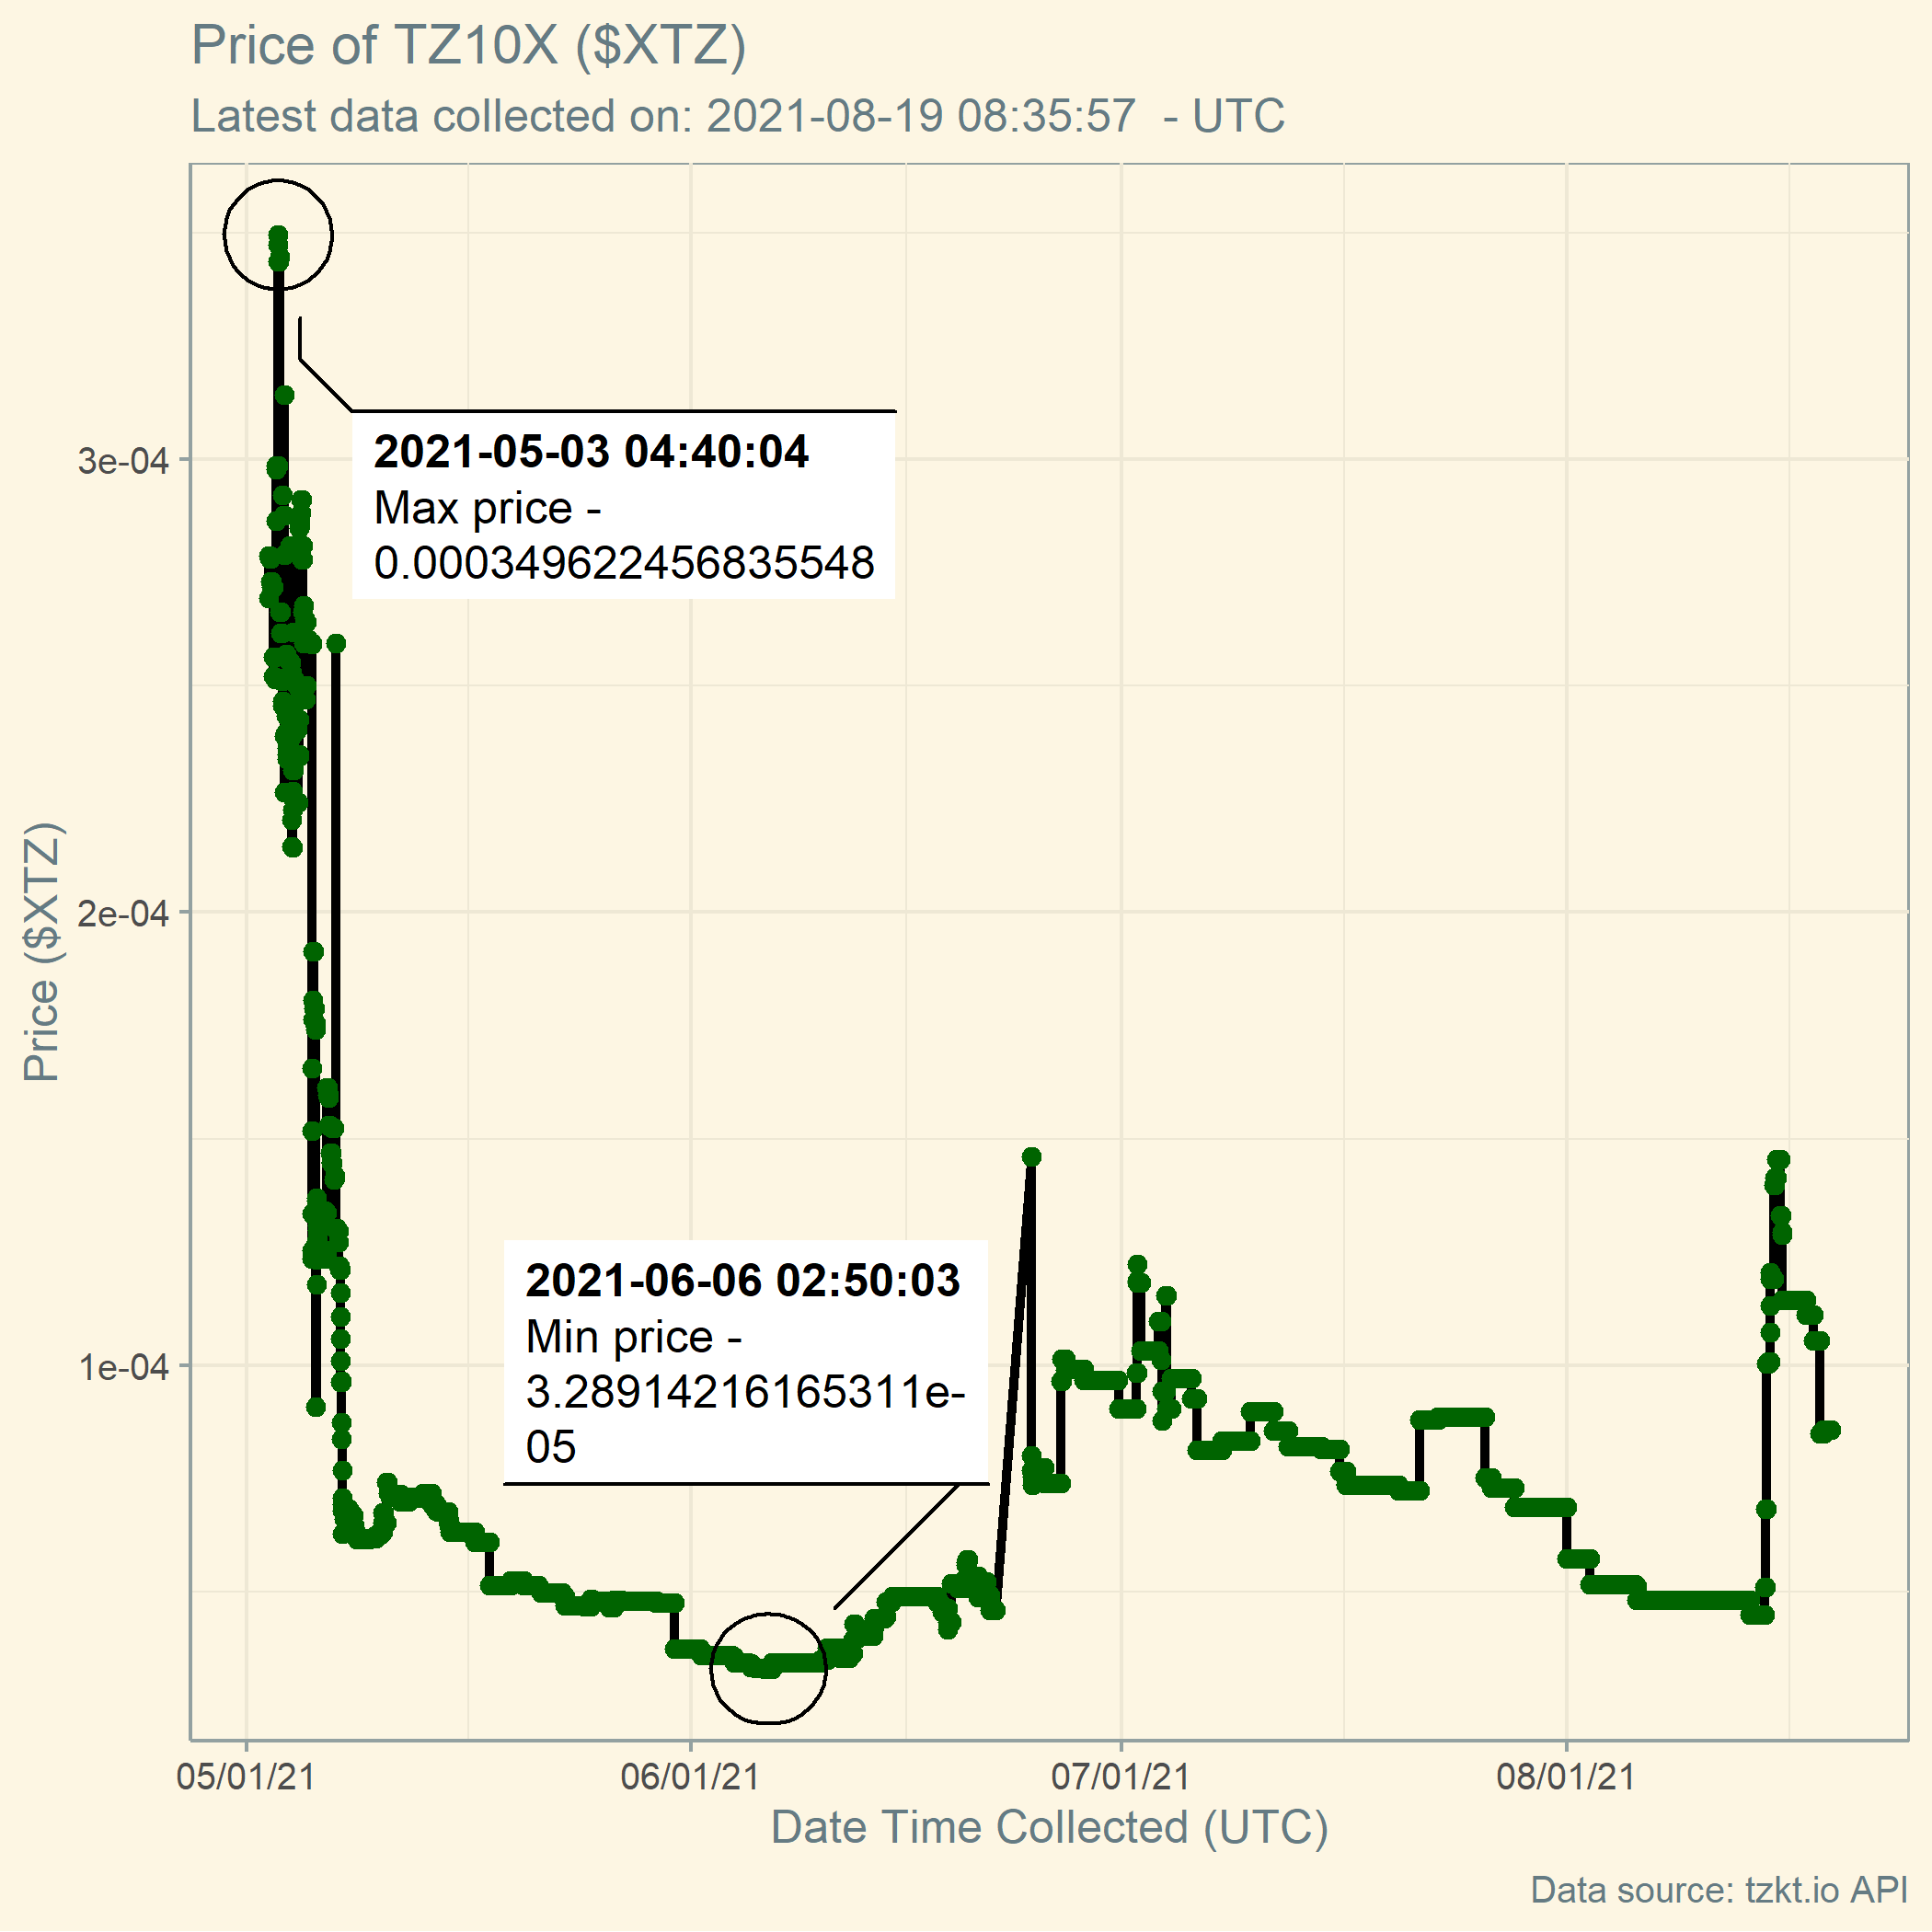 Price of TZ10X ($XTZ)
Latest data collected on: 2021-08-19 08:35:57  - UTC
3e-04
2e-04
1e-04
Price ($XTZ)
2021-05-03 04:40:04
Max price -
0.000349622456835548
2021-06-06 02:50:03
Min price -
3.28914216165311e-
05
05/01/21
06/01/21
07/01/21
08/01/21
Date Time Collected (UTC)
Data source: tzkt.io API